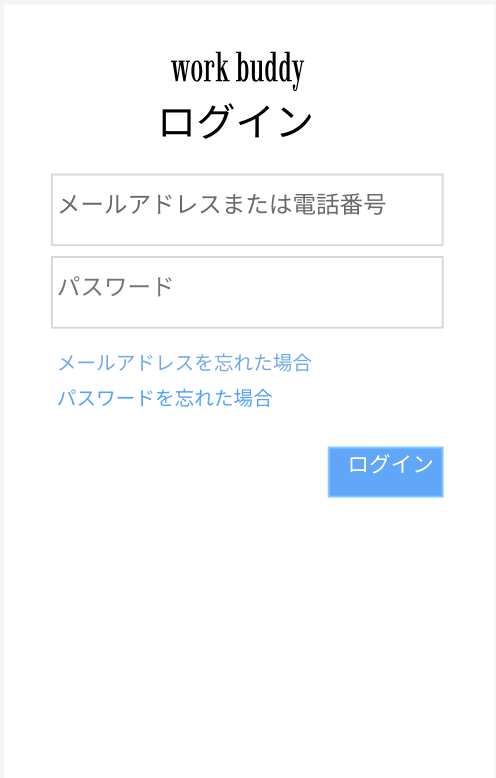 work buddy
ログイン
メールアドレスまたは電話番号
パスワード
メールアドレスを忘れた場合
パスワードを忘れた場合
ログイン